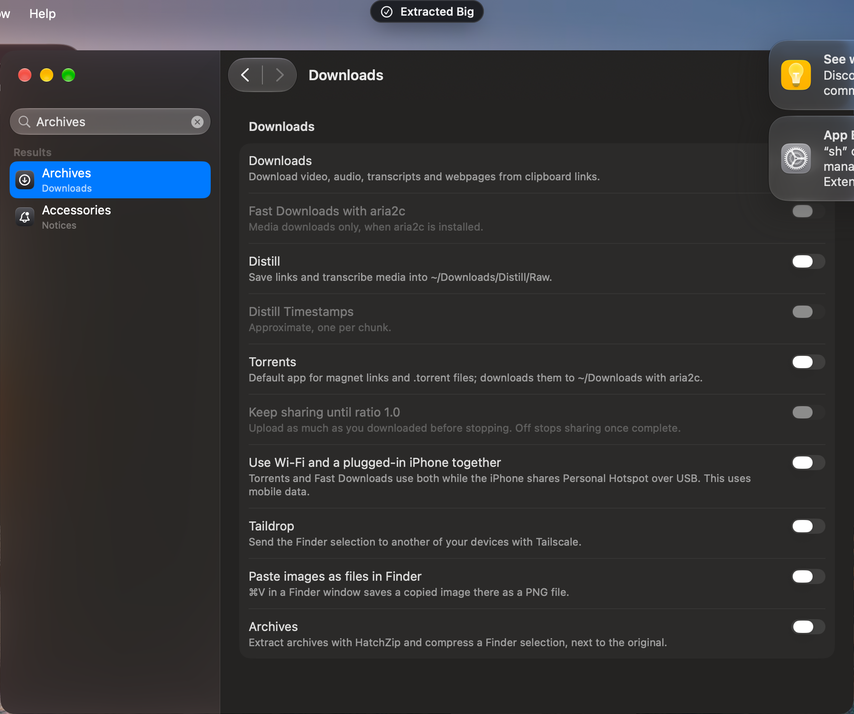 Help
Extracted Big
Downloads
Archives
Results
Archives
Downloads
Accessories
Notices
Downloads
Downloads
Download video, audio, transcripts and webpages from clipboard links.
Fast Downloads with aria2c
Media downloads only, when aria2c is installed.
Distill
Save links and transcribe media into ~/Downloads/Distill/Raw.
Distill Timestamps
Approximate, one per chunk.
Torrents
Default app for magnet links and .torrent files; downloads them to ~/Downloads with aria2c.
Keep sharing until ratio 1.0
Upload as much as you downloaded before stopping. Off stops sharing once complete.
Use Wi-Fi and a plugged-in iPhone together
Torrents and Fast Downloads use both while the iPhone shares Personal Hotspot over USB. This uses
mobile data.
Taildrop
Send the Finder selection to another of your devices with Tailscale.
Paste images as files in Finder
⌘V in a Finder window saves a copied image there as a PNG file.
Archives
Extract archives with HatchZip and compress a Finder selection, next to the original.
See
App
"sh"